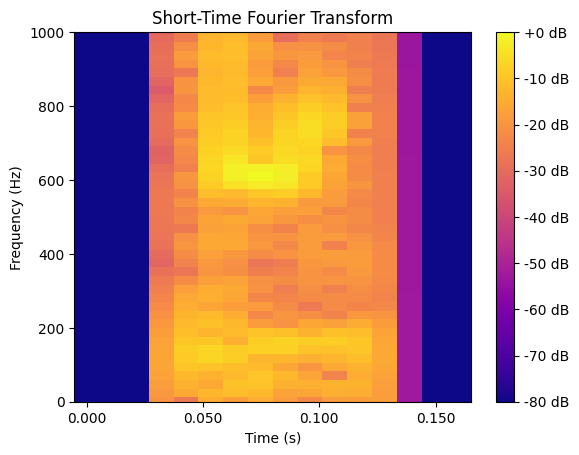 Short-Time Fourier Transform
Frequency (Hz)
1000
800
600
400
200
0
0.000
0.050
0.100
0.150
Time (s)
+0 dB
-10 dB
-20 dB
-30 dB
-40 dB
-50 dB
-60 dB
-70 dB
-80 dB